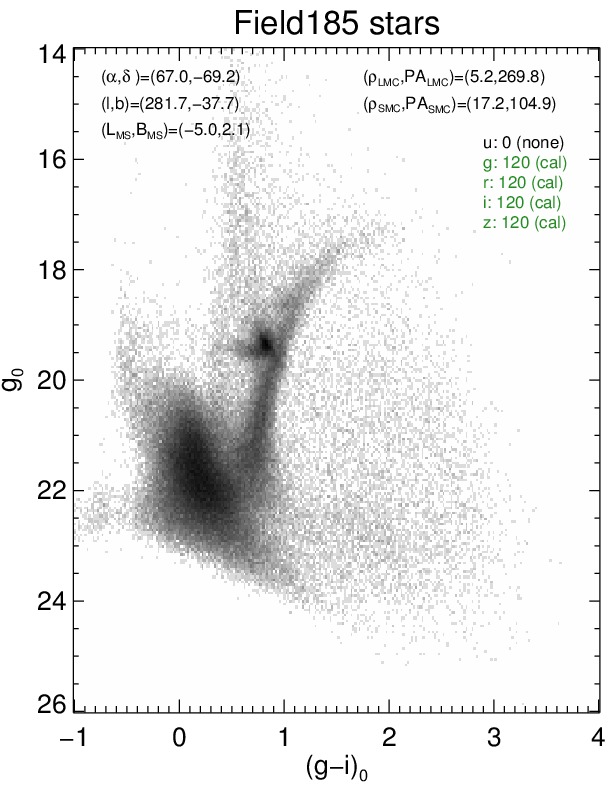 Field185 stars
(α,δ )=(67.0,−69.2)
(ρLMC,PALMC)=(5.2,269.8)
(l,b)=(281.7,−37.7)
(ρSMC,PASMC)=(17.2,104.9)
(LMS,BMS)=(−5.0,2.1)
u: 0 (none)
g: 120 (cal)
r: 120 (cal)
i: 120 (cal)
z: 120 (cal)
14
16
18
20
22
24
26
g0
−1 0 1 2 3 4
(g−i)0